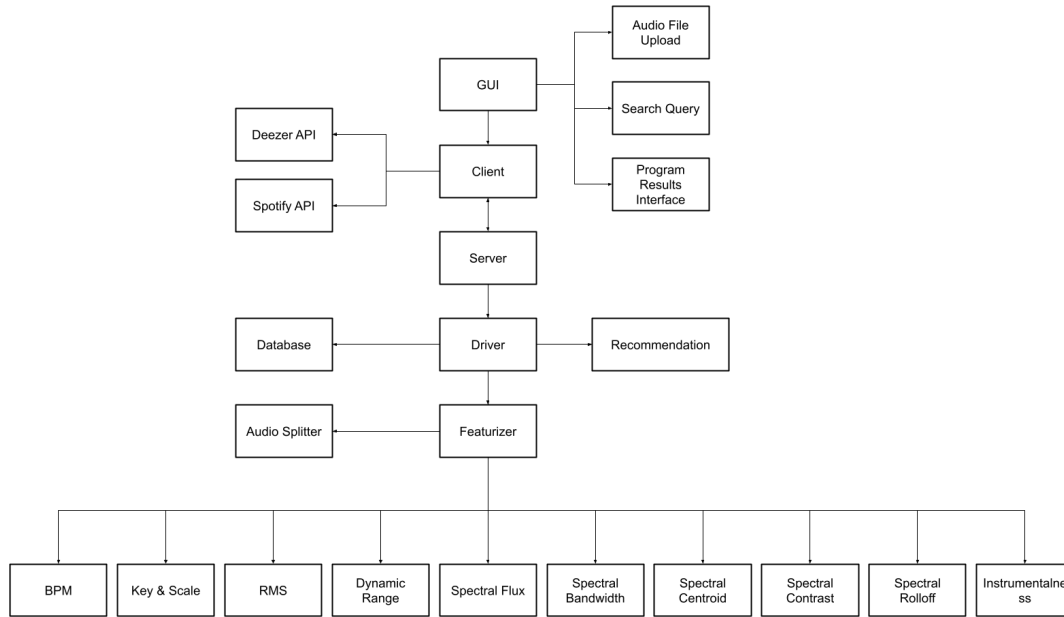 Audio File
Upload
GUI
Search Query
Deezer API
Client
Program
Results
Interface
Spotify API
Server
Database
Driver
Recommendation
Audio Splitter
Featurizer
BPM
Key & Scale
RMS
Dynamic
Range
Spectral Flux
Spectral
Bandwidth
Spectral
Centroid
Spectral
Contrast
Spectral
Rolloff
Instrumentalne
ss